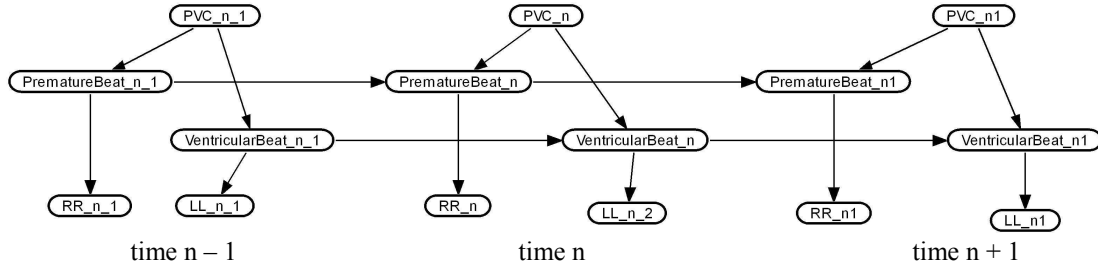 PVC_n_1 PVC_n PVC_n1
PrematureBeat_n_1 PrematureBeat_n PrematureBeat_n1
VentricularBeat_n_1 VentricularBeat_n VentricularBeat_n1
RR_n_1 LL_n_1 RR_n LL_n_2 RR_n1 LL_n1
time n – 1 time n time n + 1